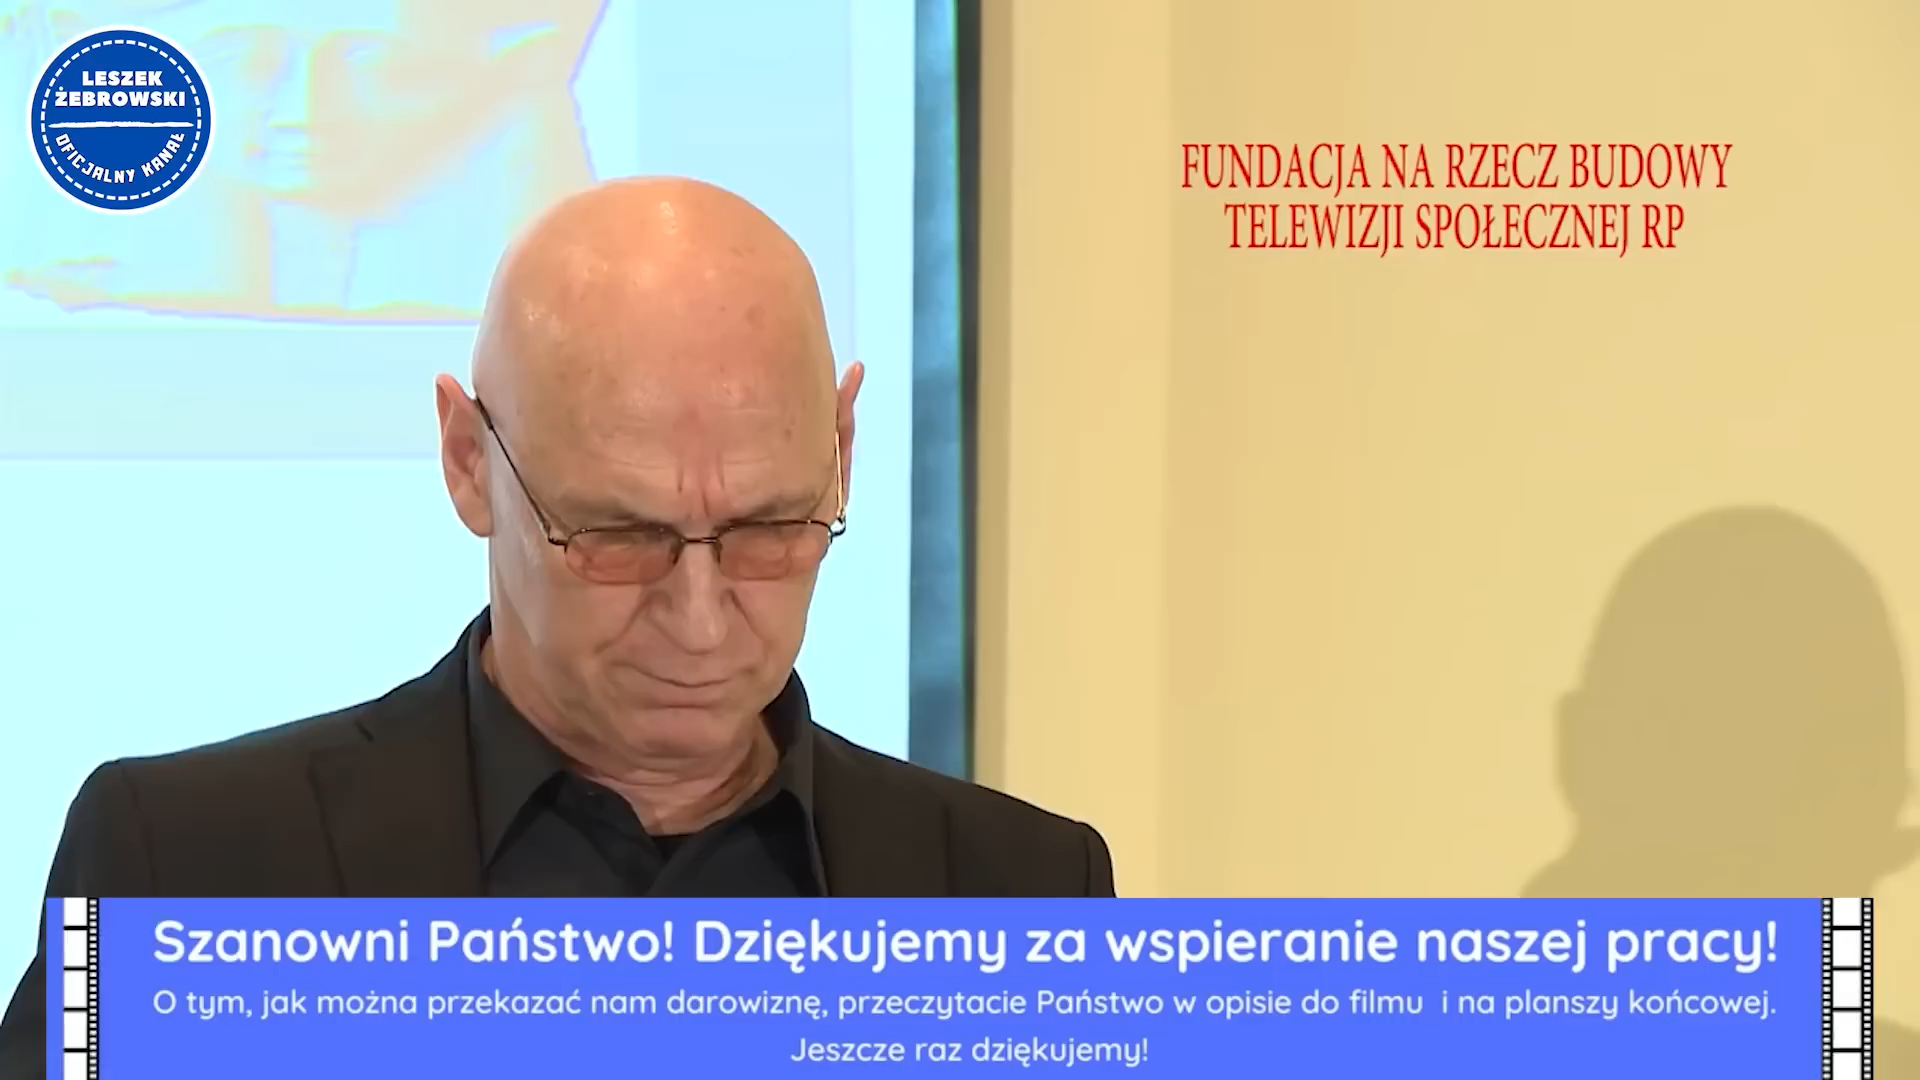 LESZEK
ŻEBROWSKI
OFICJALNY KANAŁ
FUNDACJA NA RZECZ BUDOWY
TELEWIZJI SPOŁECZNEJ RP
Szanowni Państwo! Dziękujemy za wspieranie naszej pracy!
O tym, jak można przekazać nam darowiznę, przeczytacie Państwo w opisie do filmu i na planszy końcowej.
Jeszcze raz dziękujemy!